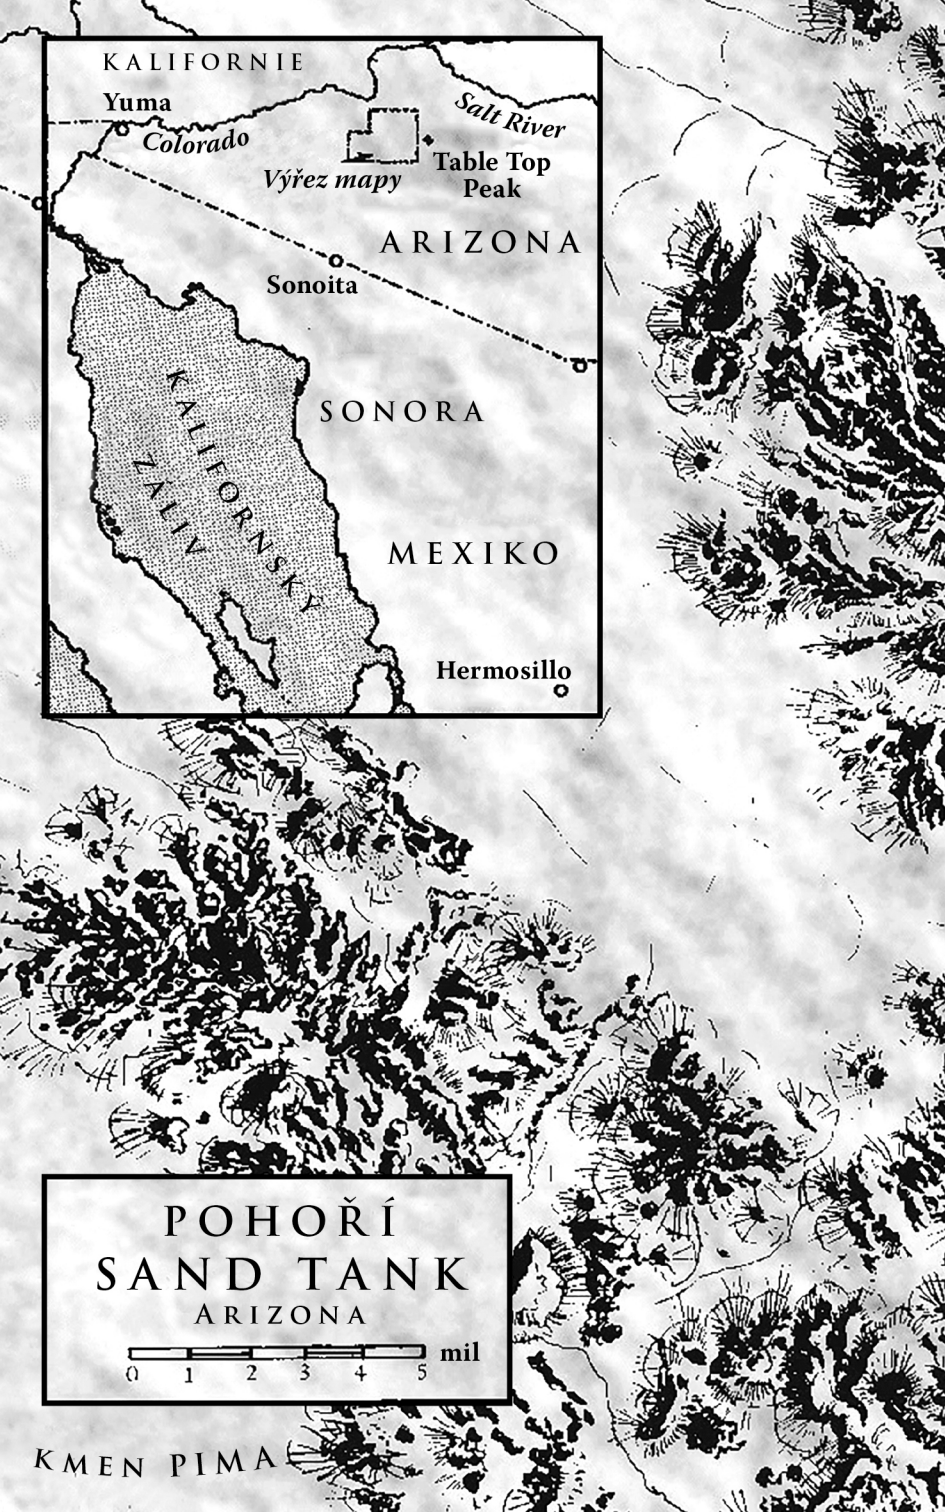 KALIFORNIE
Yuma
Colorado
Salt River
Table Top
Peak
Výřez mapy
ARIZONA
Sonoita
SONORA
KALIFORNSKÝ
ZÁLIV
MEXIKO
Hermosillo
POHOŘÍ
SAND TANK
ARIZONA
mil
0 1 2 3 4 5
KMEN PIMA